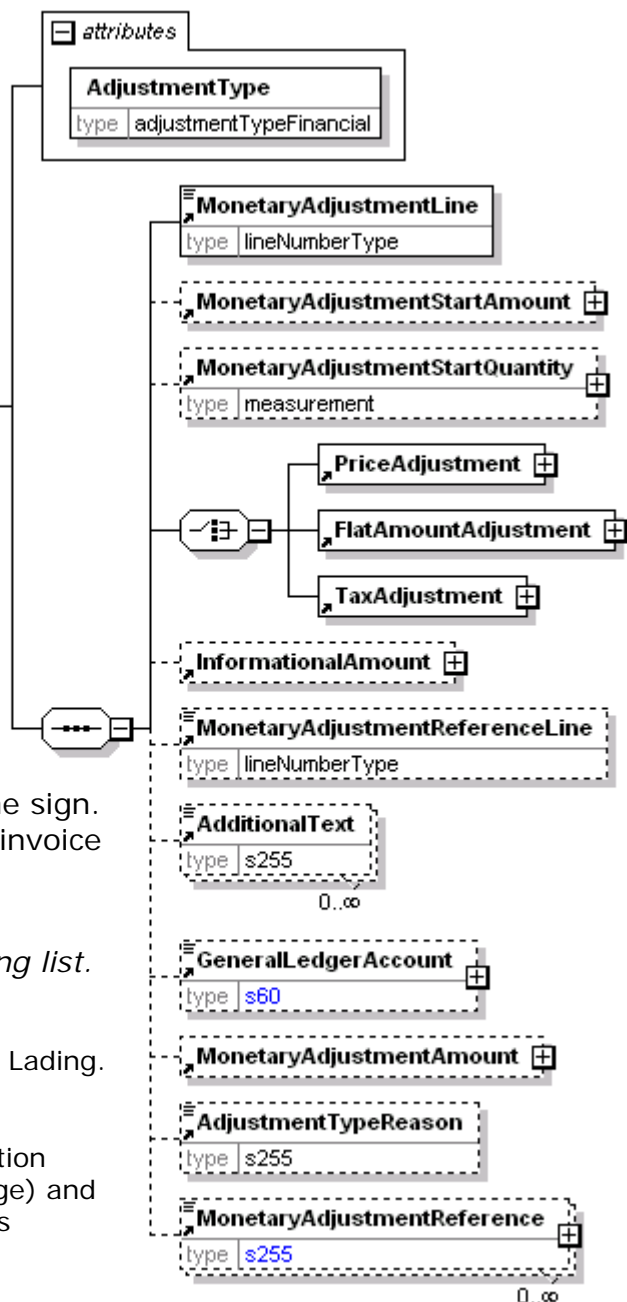 attributes
AdjustmentType
type adjustmentTypeFinancial
MonetaryAdjustmentLine
type lineNumberType
MonetaryAdjustmentStartAmount
MonetaryAdjustmentStartQuantity
type measurement
PriceAdjustment
FlatAmountAdjustment
TaxAdjustment
InformationalAmount
MonetaryAdjustmentReferenceLine
type lineNumberType
AdditionalText
type s255
0..∞
GeneralLedgerAccount
type s60
MonetaryAdjustmentAmount
AdjustmentTypeReason
type s255
MonetaryAdjustmentReference
type s255
0..∞
e sign.
invoice
ng list.
Lading.
tion
ge) and
s